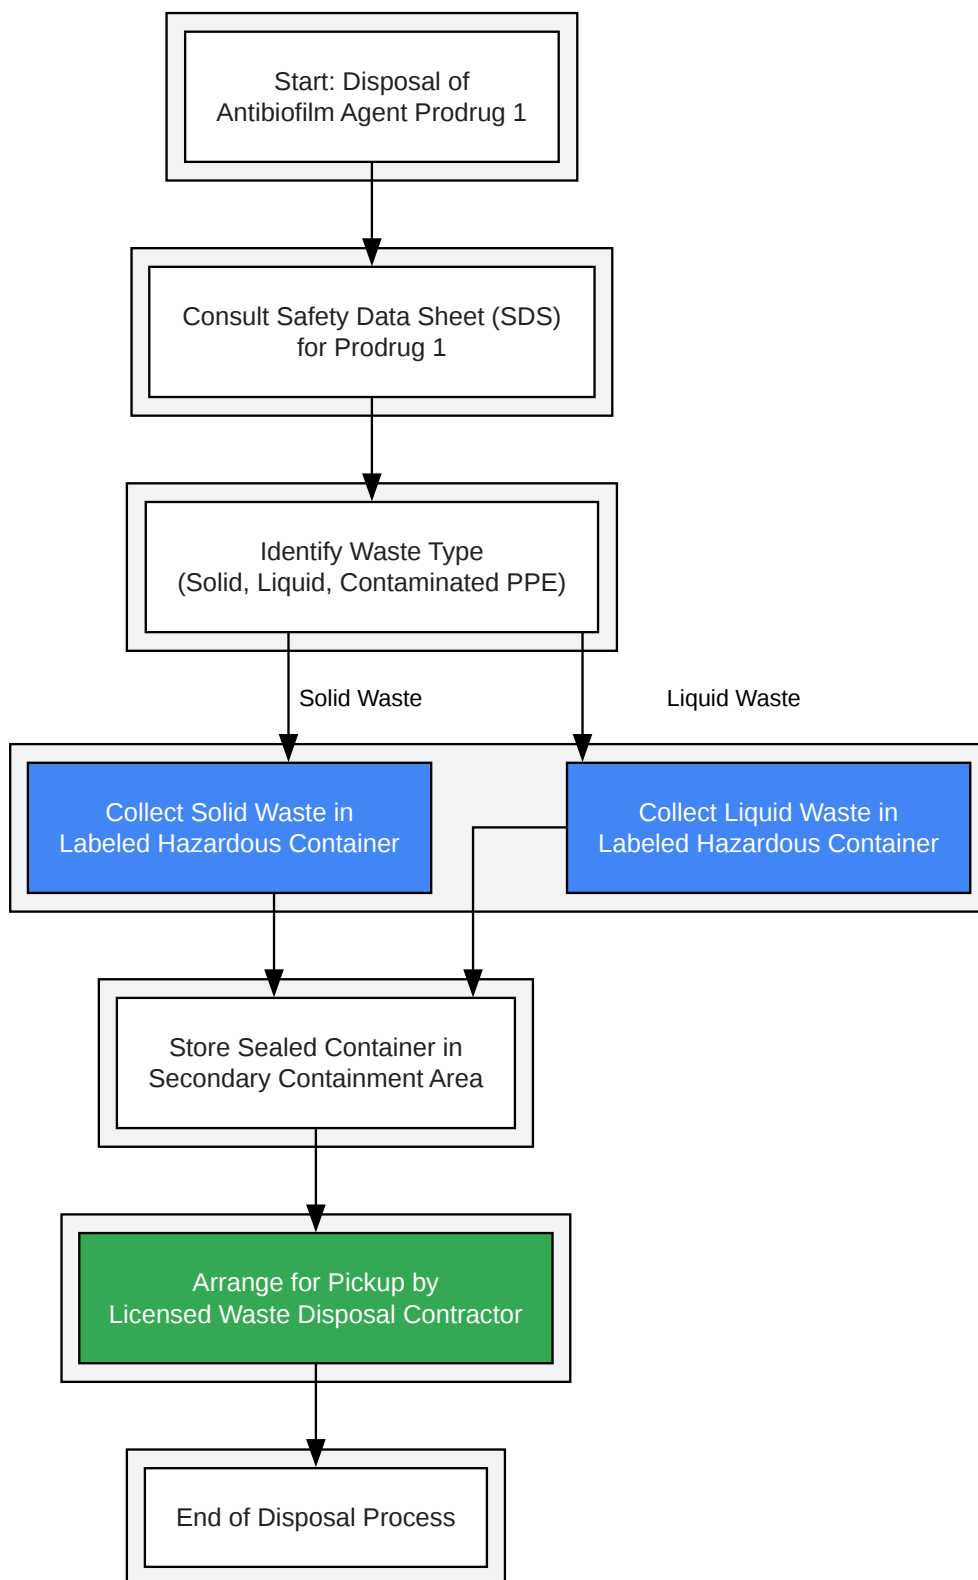 Start: Disposal of
Antibiofilm Agent Prodrug 1
Consult Safety Data Sheet (SDS)
for Prodrug 1
Identify Waste Type
(Solid, Liquid, Contaminated PPE)
Solid Waste
Liquid Waste
Collect Solid Waste in
Labeled Hazardous Container
Collect Liquid Waste in
Labeled Hazardous Container
Store Sealed Container in
Secondary Containment Area
Arrange for Pickup by
Licensed Waste Disposal Contractor
End of Disposal Process